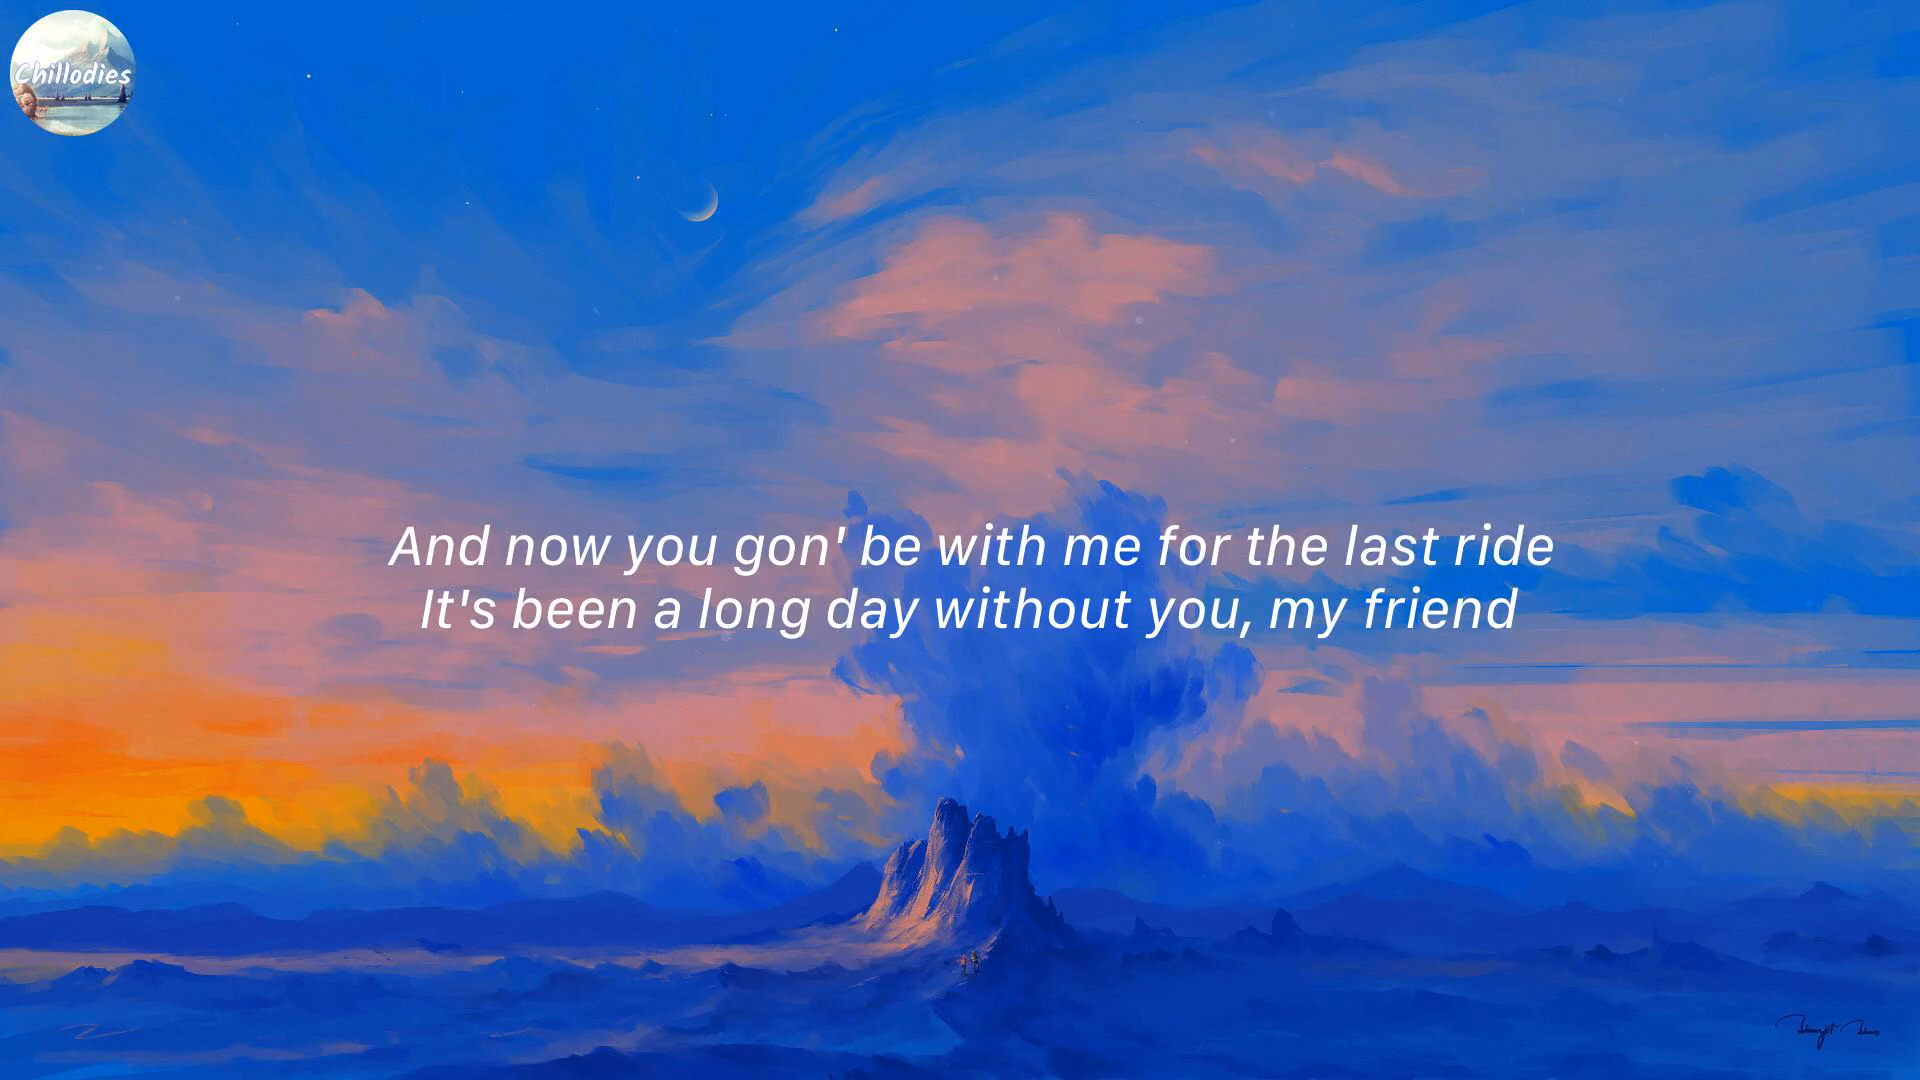 Chillodies
And now you gon' be with me for the last ride
It's been a long day without you, my friend